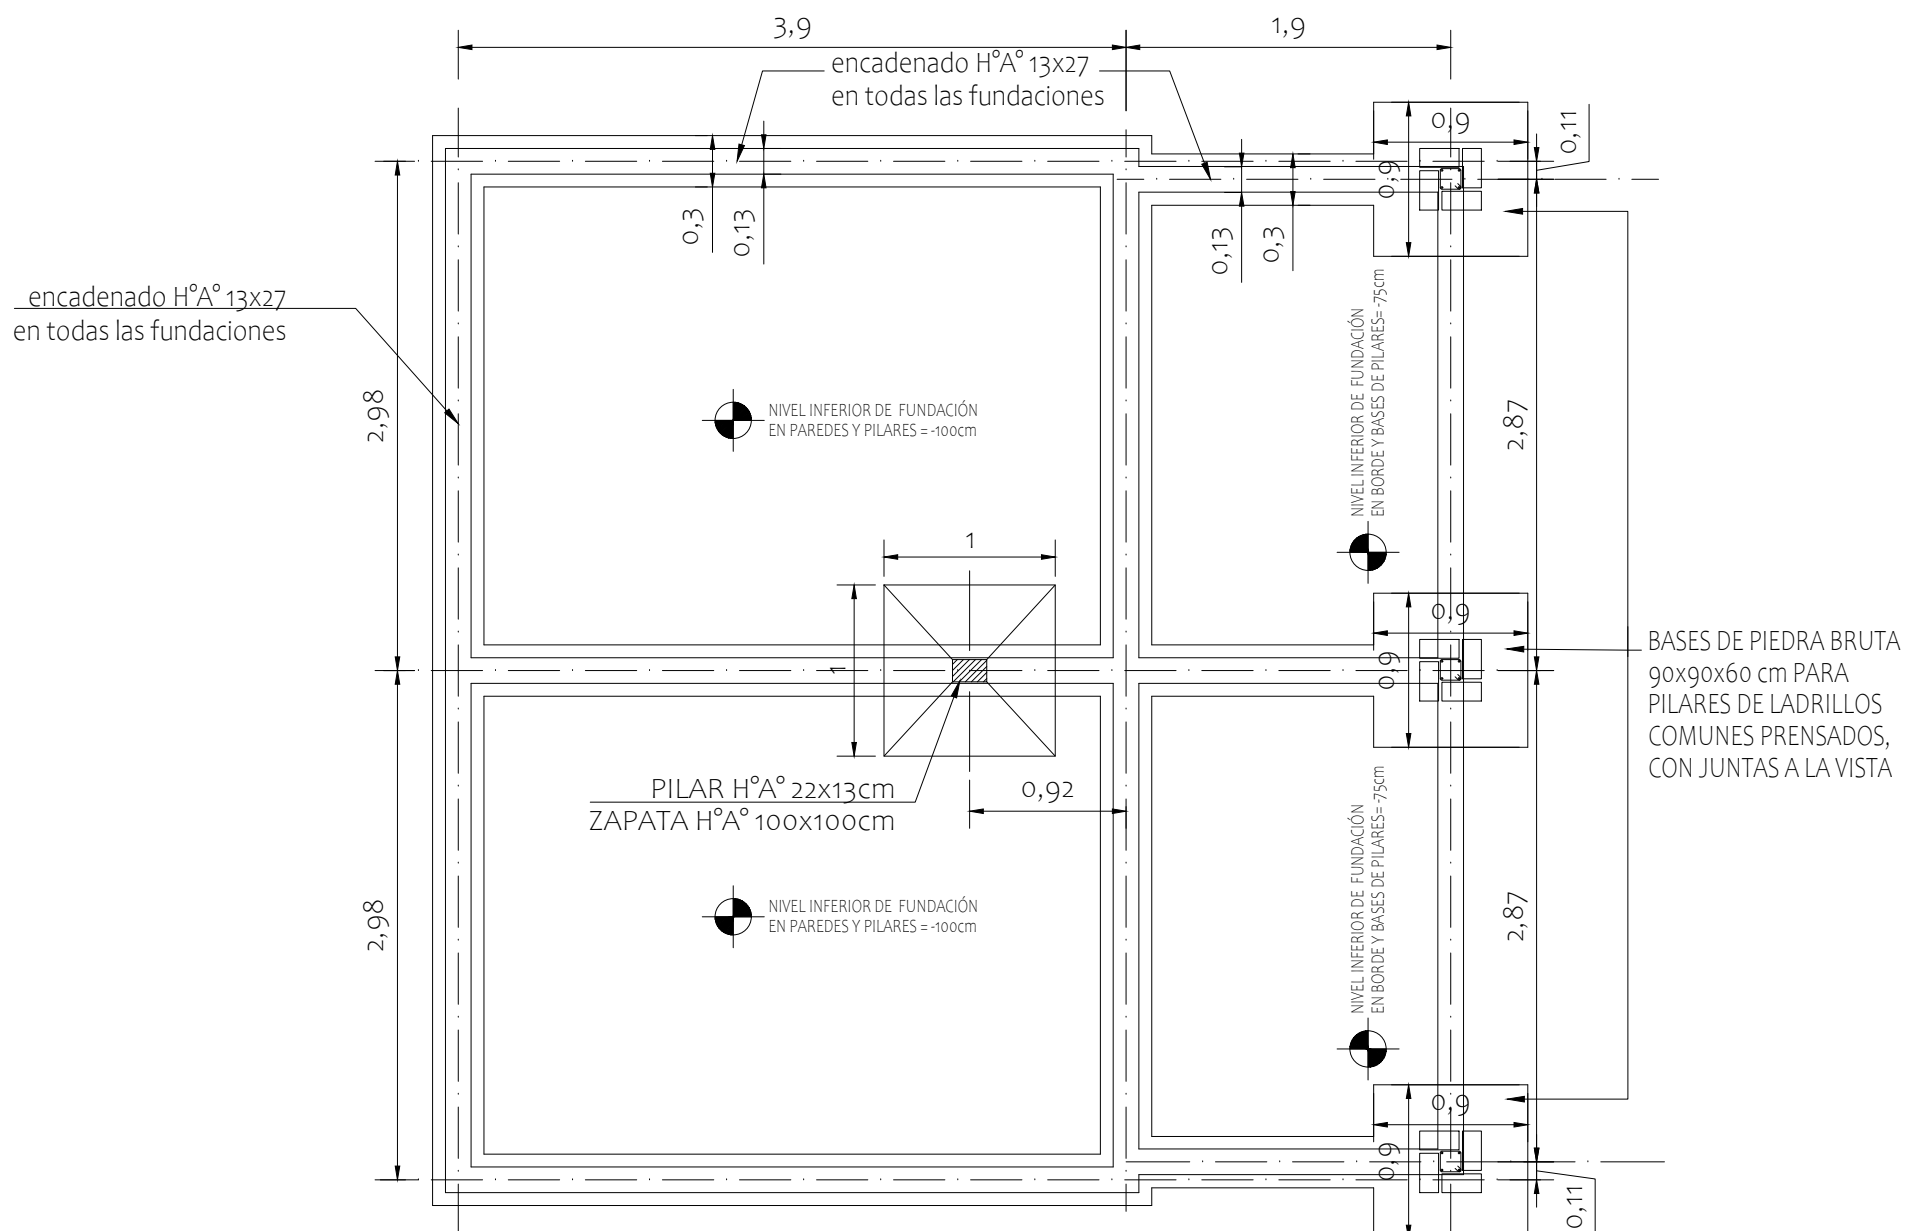 3,9
1,9
encadenado H°A° 13x27
en todas las fundaciones
0,9
0,11
0,9
0,3
0,13
0,13
0,3
encadenado H°A° 13x27
en todas las fundaciones
2,98
NIVEL INFERIOR DE FUNDACIÓN
EN PAREDES Y PILARES = -100cm
NIVEL INFERIOR DE FUNDACIÓN
EN BORDE Y BASES DE PILARES= -75cm
2,87
1
1
0,9
0,9
BASES DE PIEDRA BRUTA
90x90x60 cm PARA
PILARES DE LADRILLOS
COMUNES PRENSADOS,
CON JUNTAS A LA VISTA
PILAR H°A° 22x13cm
ZAPATA H°A° 100x100cm
0,92
2,98
NIVEL INFERIOR DE FUNDACIÓN
EN PAREDES Y PILARES = -100cm
NIVEL INFERIOR DE FUNDACIÓN
EN BORDE Y BASES DE PILARES= -75cm
2,87
0,9
0,9
0,11